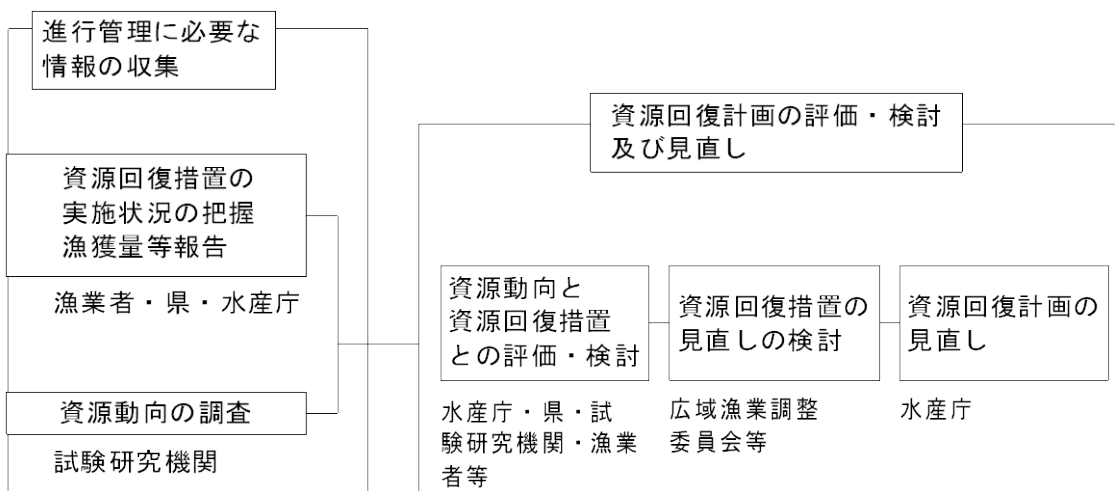 進行管理に必要な
情報の収集
資源回復措置の
実施状況の把握
漁獲量等報告
漁業者・県・水産庁
資源動向の調査
試験研究機関
資源回復計画の評価・検討
及び見直し
資源動向と
資源回復措置
との評価・検討
水産庁・県・試
験研究機関・漁業
者等
資源回復措置の
見直しの検討
広域漁業調整
委員会等
資源回復計画の
見直し
水産庁